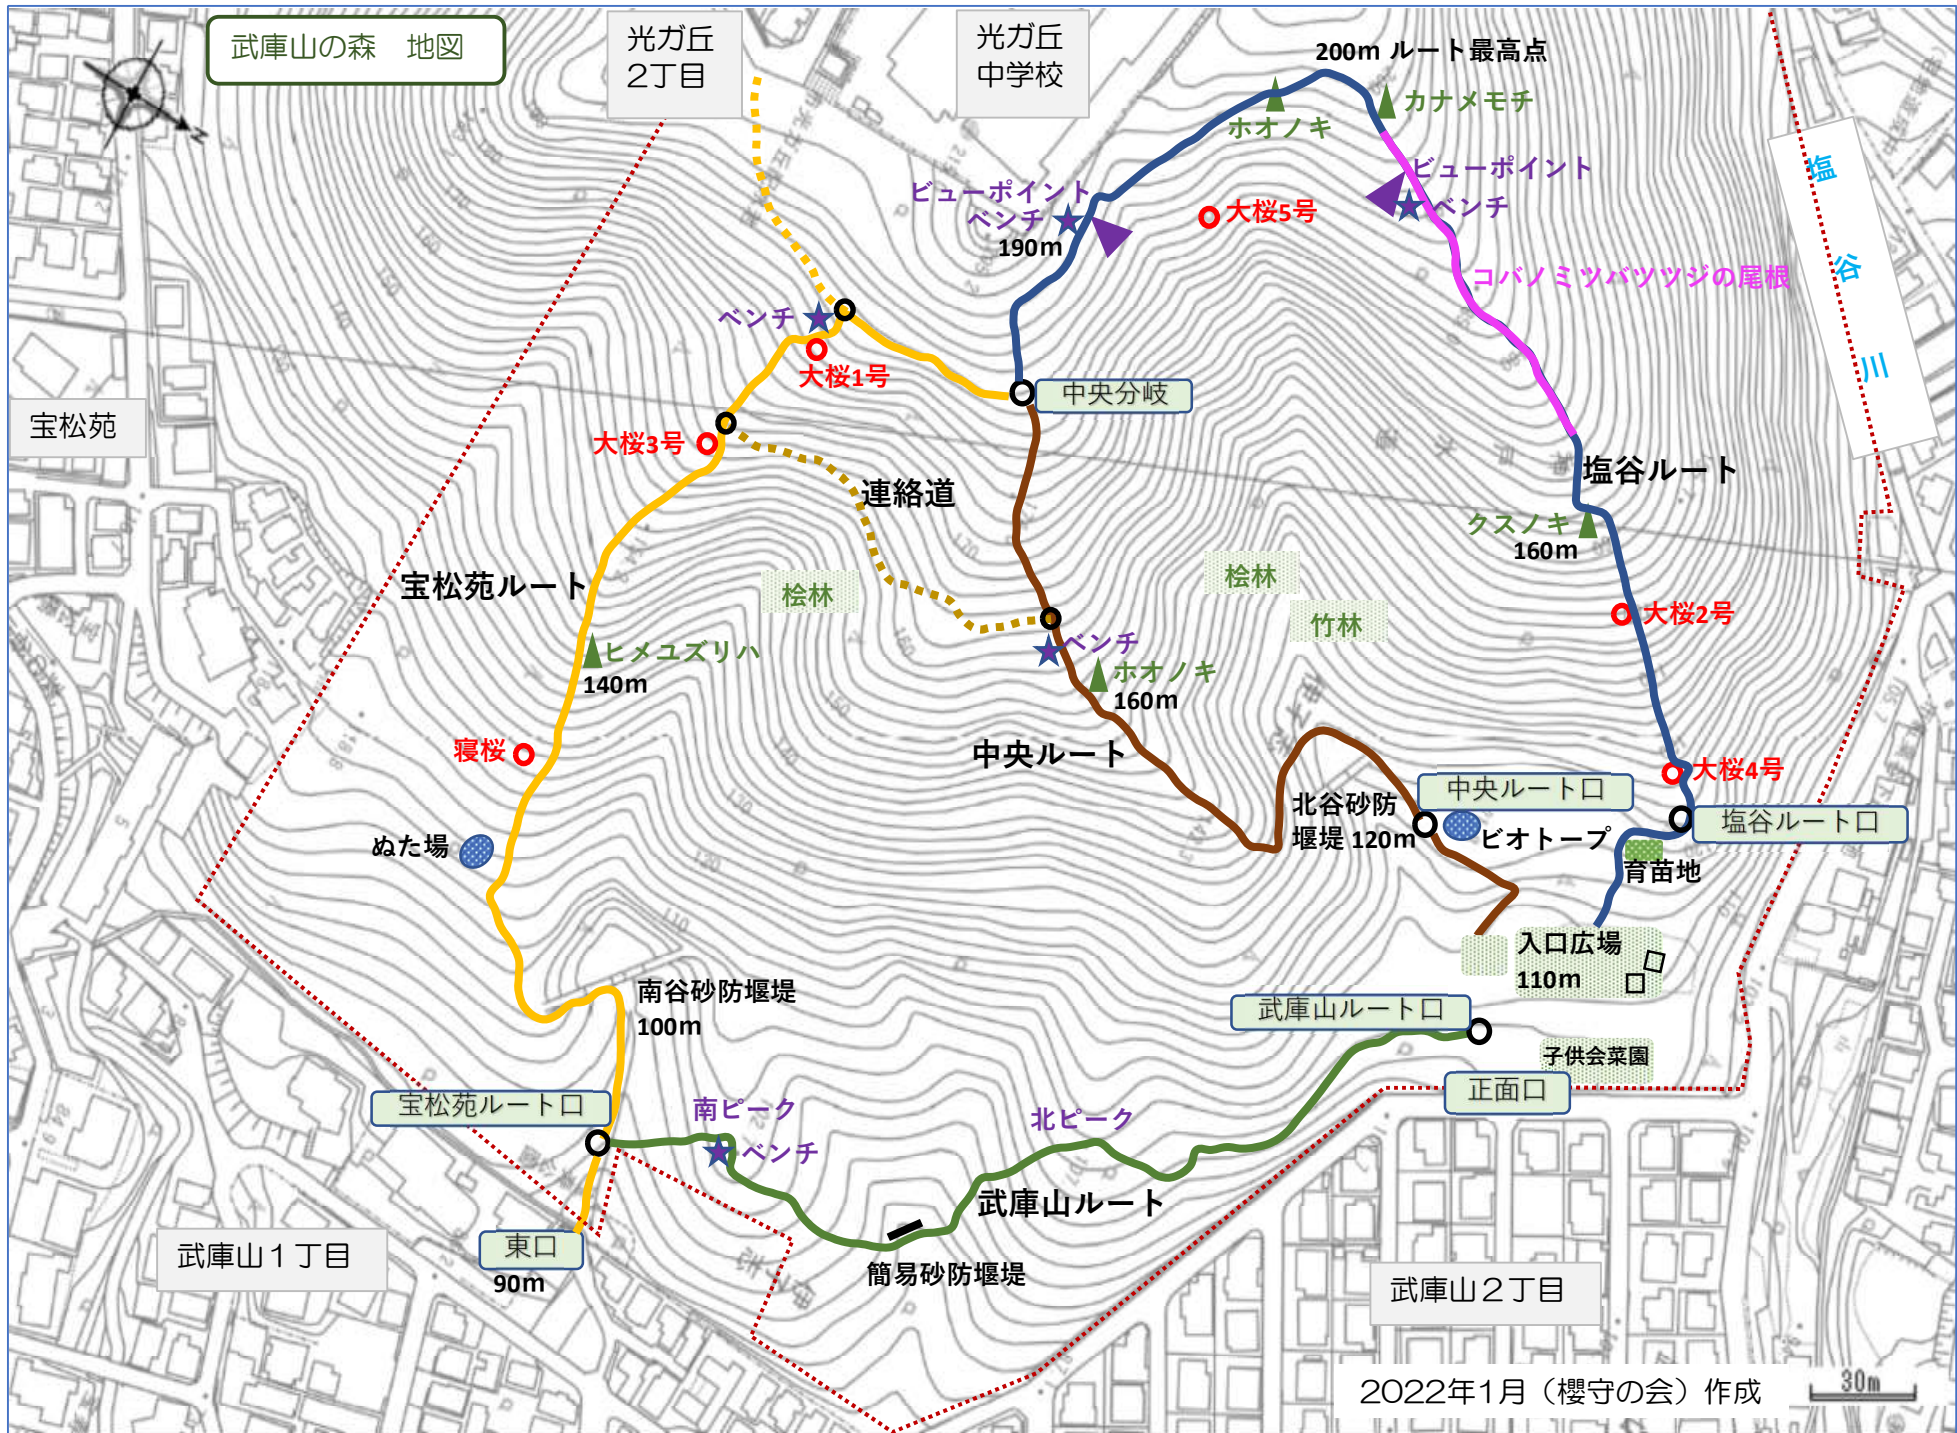 武庫山の森　地図
光ガ丘
2丁目
光ガ丘
中学校
200m ルート最高点
カナメモチ
ホオノキ
ビューポイント
ベンチ
190m
ビューポイント
ベンチ
大桜5号
塩
谷
川
コバノミツバツツジの尾根
ベンチ
大桜1号
中央分岐
宝松苑
大桜3号
連絡道
塩谷ルート
クスノキ
160m
宝松苑ルート
桧林
桧林
竹林
大桜2号
ヒメユズリハ
140m
ベンチ
ホオノキ
160m
寝桜
中央ルート
大桜4号
中央ルート口
北谷砂防
堰堤 120m
ビオトープ
塩谷ルート口
ぬた場
育苗地
入口広場
110m
南谷砂防堰堤
100m
武庫山ルート口
子供会菜園
正面口
宝松苑ルート口
南ピーク
ベンチ
北ピーク
武庫山ルート
東口
90m
武庫山１丁目
簡易砂防堰堤
武庫山２丁目
2022年1月（櫻守の会）作成
30m
N
170
160
150
130
120
110